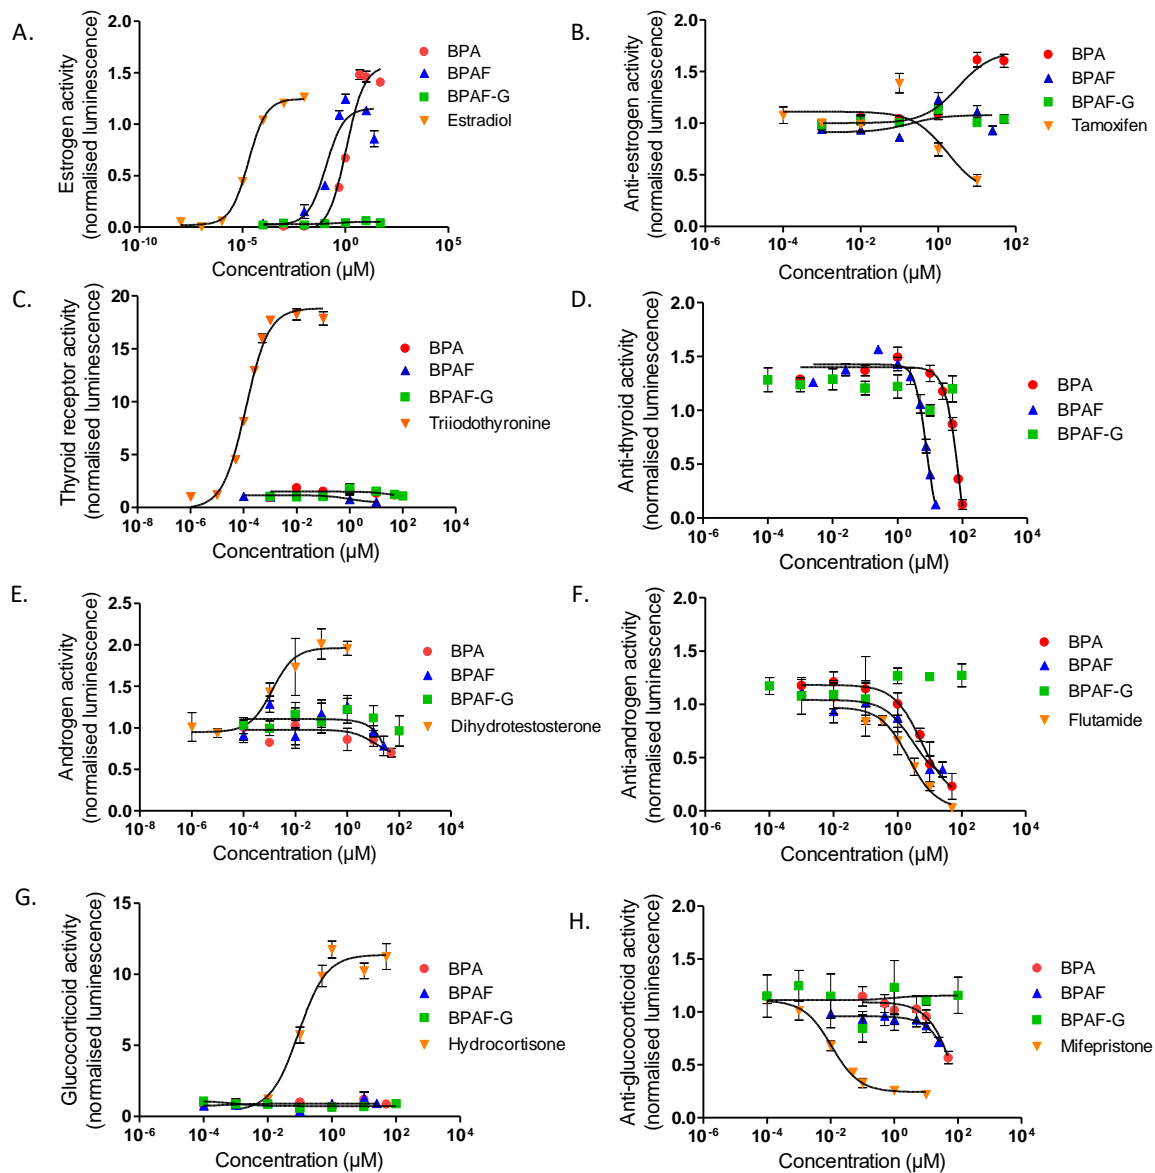 A.
Estrogen activity
(normalised luminescence)
2.0
1.5
1.0
0.5
0.0
10-10
10-5
100
105
Concentration (µM)
BPA
BPAF
BPAF-G
Estradiol
B.
Anti-estrogen activity
(normalised luminescence)
2.0
1.5
1.0
0.5
0.0
10-6
10-4
10-2
100
102
Concentration (µM)
BPA
BPAF
BPAF-G
Tamoxifen
C.
Thyroid receptor activity
(normalised luminescence)
20
15
10
5
0
10-8
10-6
10-4
10-2
100
102
104
Concentration (µM)
BPA
BPAF
BPAF-G
Triiodothyronine
D.
Anti-thyroid activity
(normalised luminescence)
2.0
1.5
1.0
0.5
0.0
10-6
10-4
10-2
100
102
104
Concentration (µM)
BPA
BPAF
BPAF-G
E.
Androgen activity
(normalised luminescence)
2.5
2.0
1.5
1.0
0.5
0.0
10-8
10-6
10-4
10-2
100
102
104
Concentration (µM)
BPA
BPAF
BPAF-G
Dihydrotestosterone
F.
Anti-androgen activity
(normalised luminescence)
2.0
1.5
1.0
0.5
0.0
10-6
10-4
10-2
100
102
104
Concentration (µM)
BPA
BPAF
BPAF-G
Flutamide
G.
Glucocorticoid activity
(normalised luminescence)
15
10
5
0
10-6
10-4
10-2
100
102
104
Concentration (µM)
BPA
BPAF
BPAF-G
Hydrocortisone
H.
Anti-glucocorticoid activity
(normalised luminescence)
2.0
1.5
1.0
0.5
0.0
10-6
10-4
10-2
100
102
104
Concentration (µM)
BPA
BPAF
BPAF-G
Mifepristone